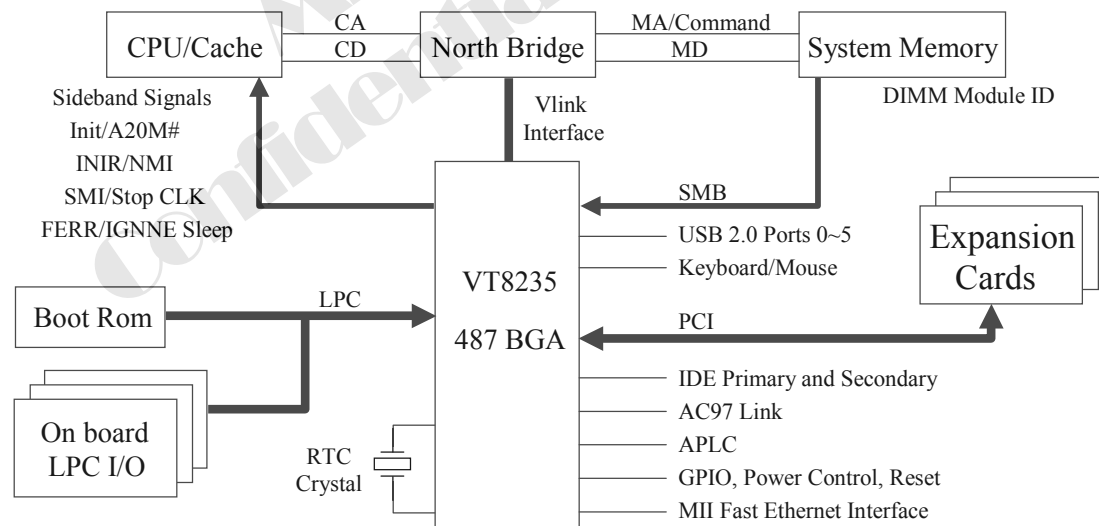 CPU/Cache
CA
CD
North Bridge
MA/Command
MD
System Memory
Sideband Signals
Init/A20M#
INIR/NMI
SMI/Stop CLK
FERR/IGNNE Sleep
Vlink
Interface
DIMM Module ID
SMB
USB 2.0 Ports 0~5
Keyboard/Mouse
VT8235
487 BGA
Expansion
Cards
Boot Rom
LPC
PCI
On board
LPC I/O
RTC
Crystal
IDE Primary and Secondary
AC97 Link
APLC
GPIO, Power Control, Reset
MII Fast Ethernet Interface
Confidential